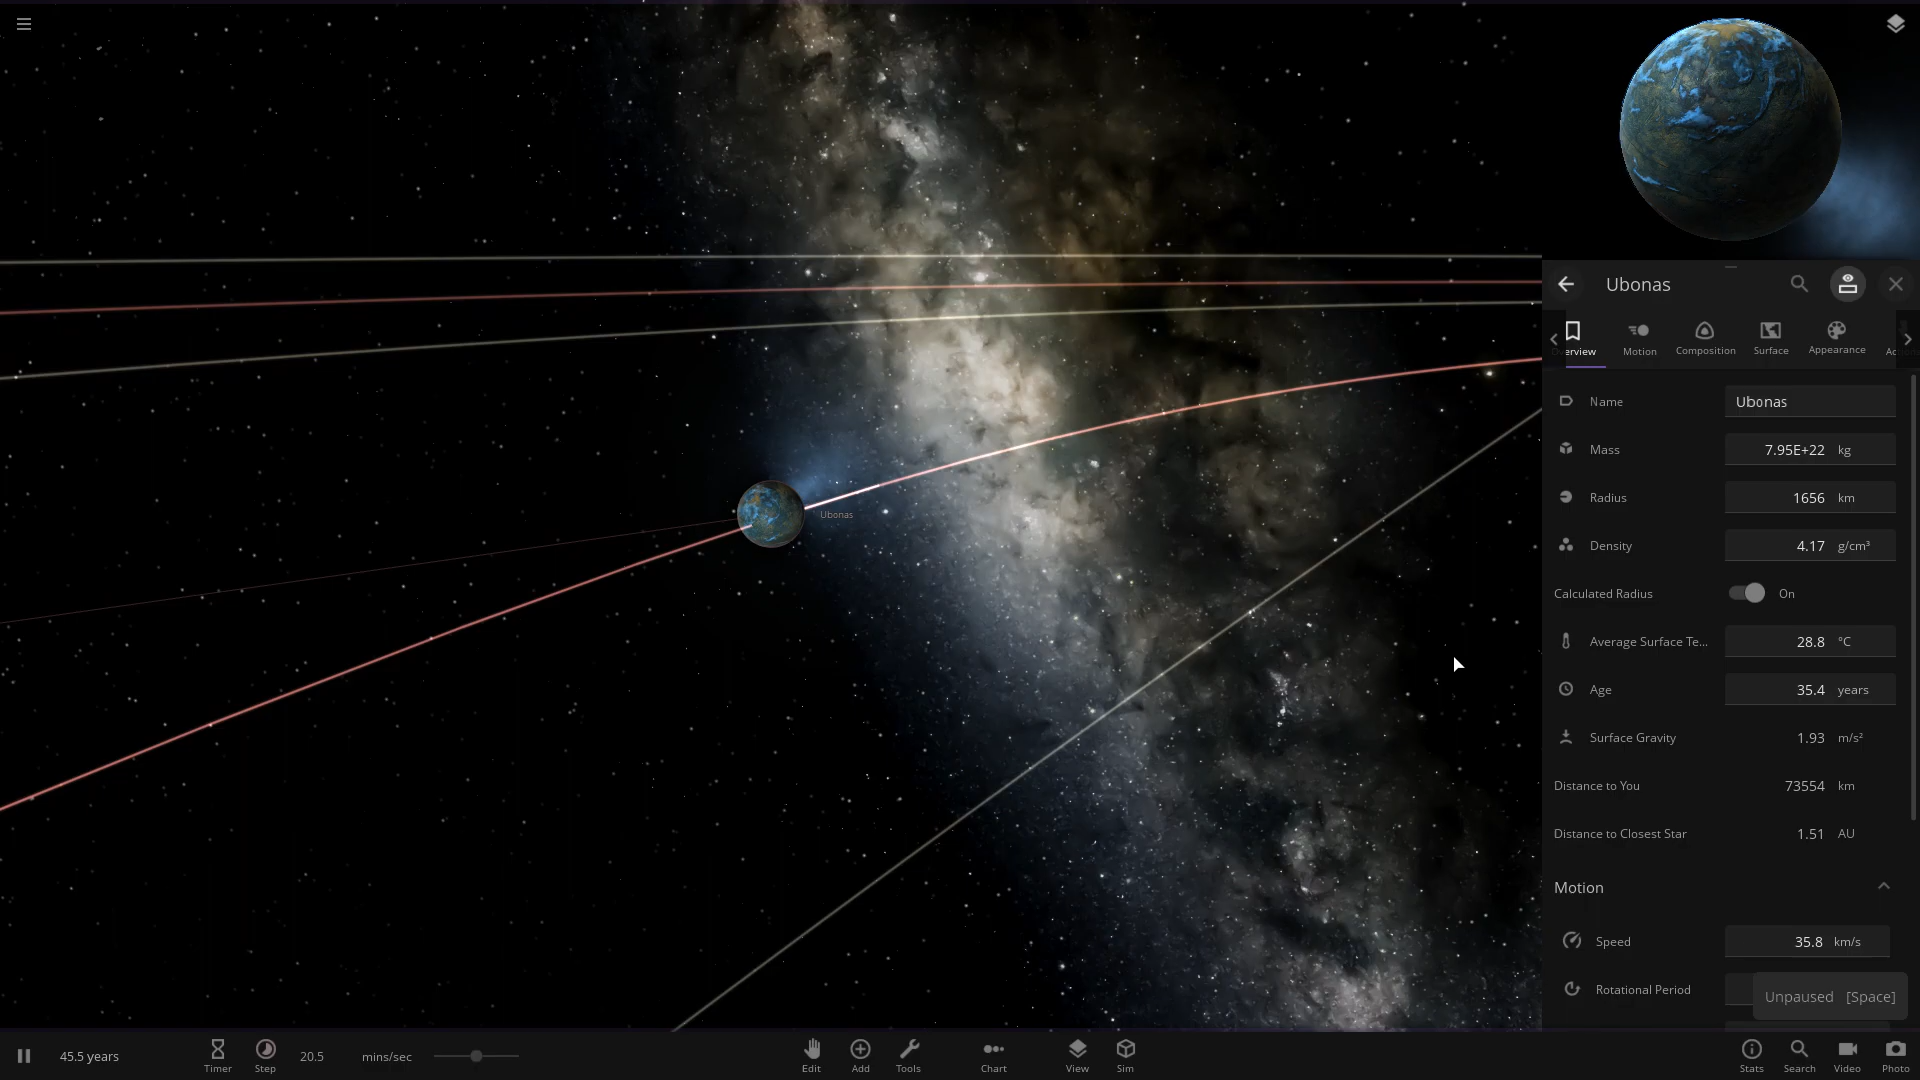 Ubonas
Overview
Motion
Composition
Surface
Appearance
Name
Ubonas
Mass
7.95E+22 kg
Radius
1656 km
Density
4.17 g/cm³
Calculated Radius
On
Average Surface Te...
28.8 °C
Age
35.4 years
Surface Gravity
1.93 m/s²
Distance to You
73554 km
Distance to Closest Star
1.51 AU
Motion
Speed
35.8 km/s
Rotational Period
Unpaused [Space]
Ubonas
45.5 years
Timer
Step
20.5 mins/sec
Edit
Add
Tools
Chart
View
Sim
Stats
Search
Video
Photo